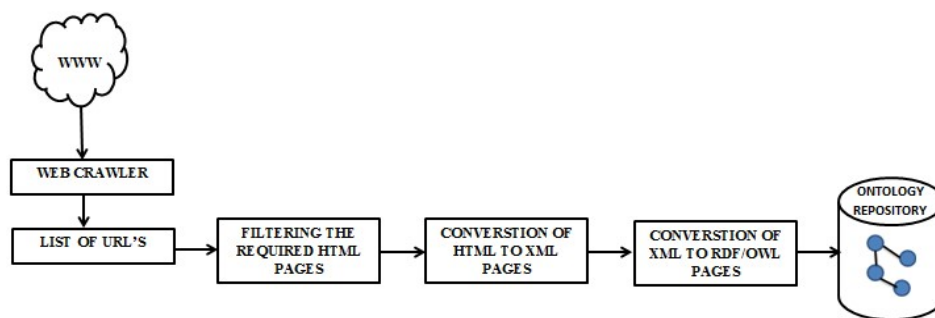 WWW
WEB CRAWLER
LIST OF URL'S
FILTERING THE
REQUIRED HTML
PAGES
CONVERSTION OF
HTML TO XML
PAGES
CONVERSTION OF
XML TO RDF/OWL
PAGES
ONTOLOGY
REPOSITORY